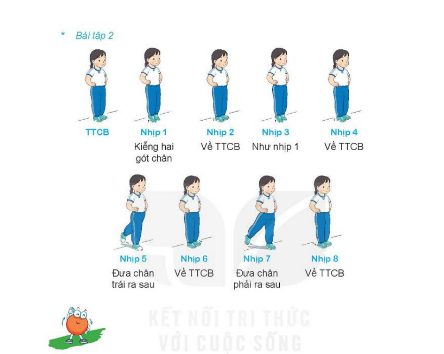 * Bài tập 2
TTCB Nhịp 1 Nhịp 2 Nhịp 3 Nhịp 4
Kiễng hai Về TTCB Như nhịp 1 Về TTCB
gót chân
Nhịp 5 Nhịp 6 Nhịp 7 Nhịp 8
Đưa chân Về TTCB Đưa chân Về TTCB
trái ra sau phải ra sau
KẾT NỐI TRI THỨC
VỚI CUỘC SỐNG